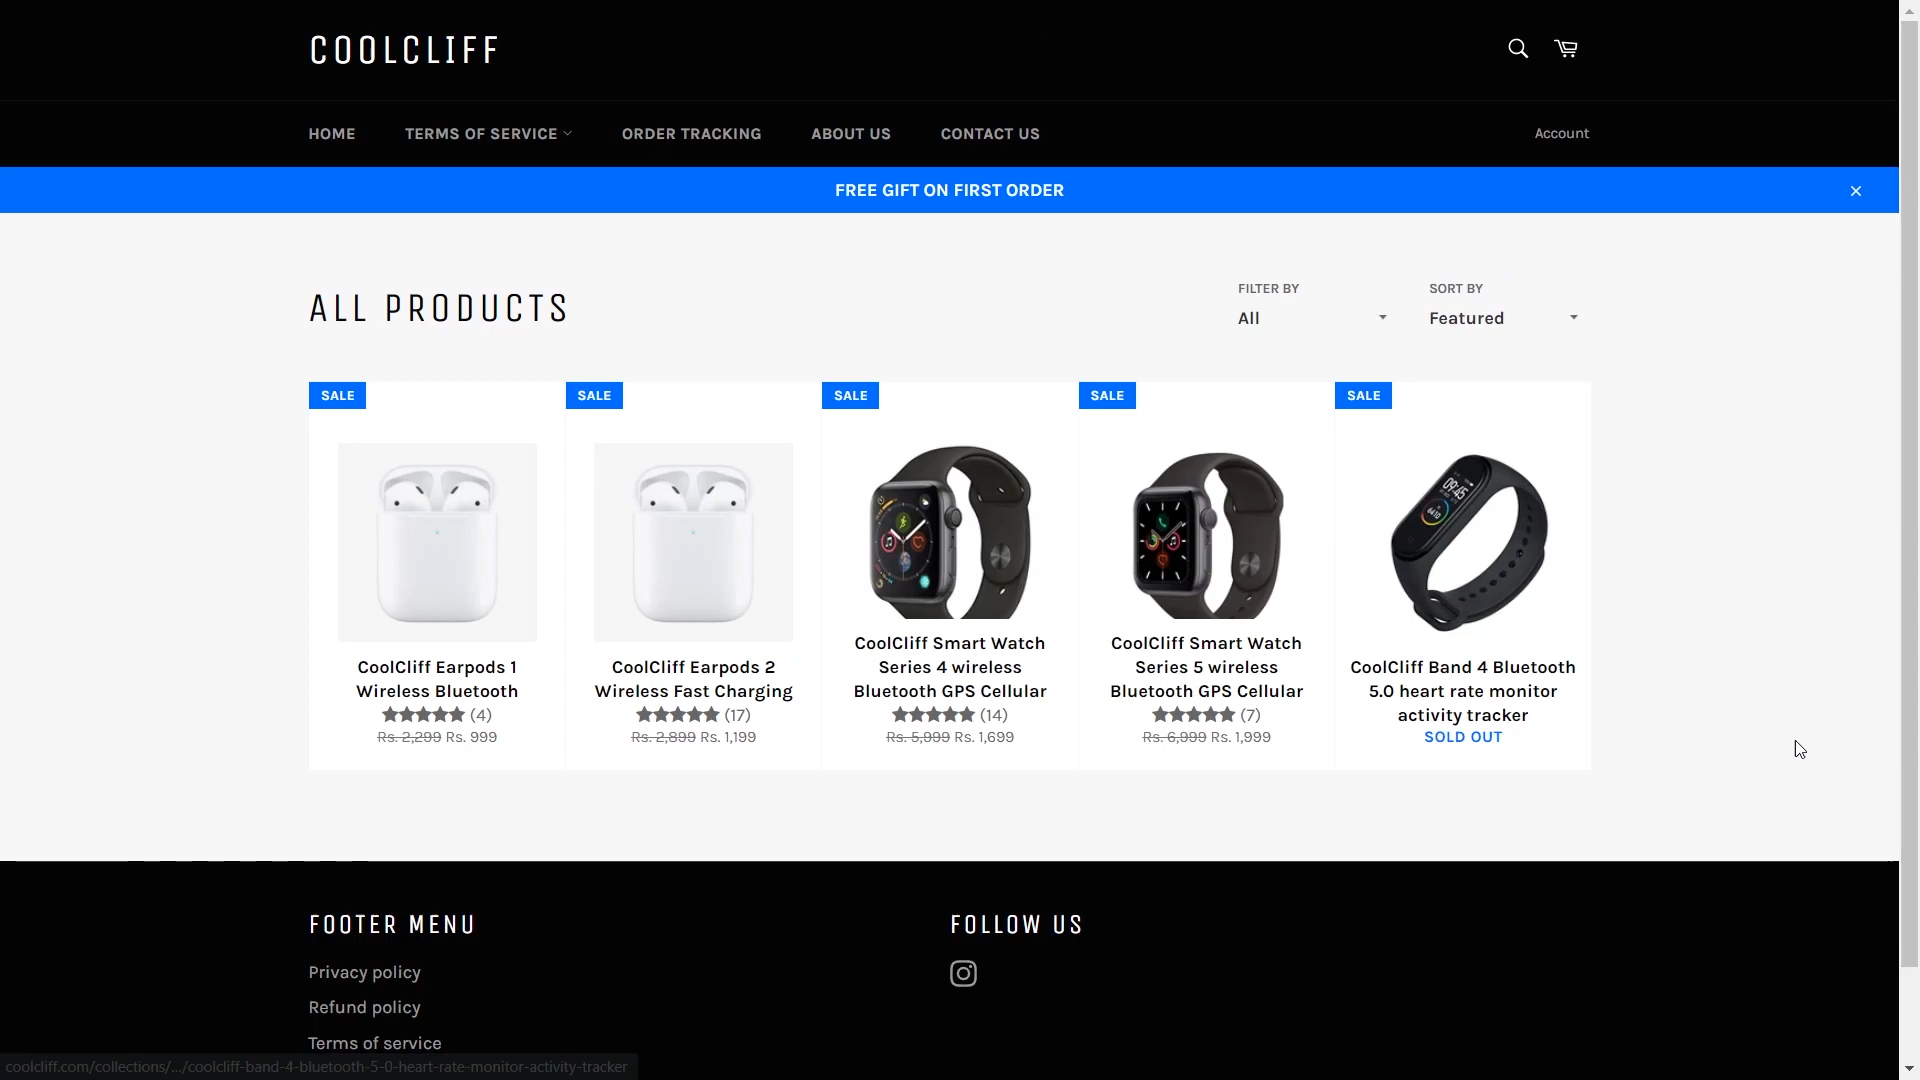 COOLCLIFF
HOME
TERMS OF SERVICE
ORDER TRACKING
ABOUT US
CONTACT US
Account
FREE GIFT ON FIRST ORDER
ALL PRODUCTS
FILTER BY
All
SORT BY
Featured
SALE
CoolCliff Earpods 1
Wireless Bluetooth
(4)
Rs. 2,299 Rs. 999
SALE
CoolCliff Earpods 2
Wireless Fast Charging
(17)
Rs. 2,899 Rs. 1,199
SALE
CoolCliff Smart Watch
Series 4 wireless
Bluetooth GPS Cellular
(14)
Rs. 5,999 Rs. 1,699
SALE
CoolCliff Smart Watch
Series 5 wireless
Bluetooth GPS Cellular
(7)
Rs. 6,999 Rs. 1,999
SALE
09:45
6410
CoolCliff Band 4 Bluetooth
5.0 heart rate monitor
activity tracker
SOLD OUT
FOOTER MENU
Privacy policy
Refund policy
Terms of service
FOLLOW US
coolcliff.com/collections/.../coolcliff-band-4-bluetooth-5-0-heart-rate-monitor-activity-tracker